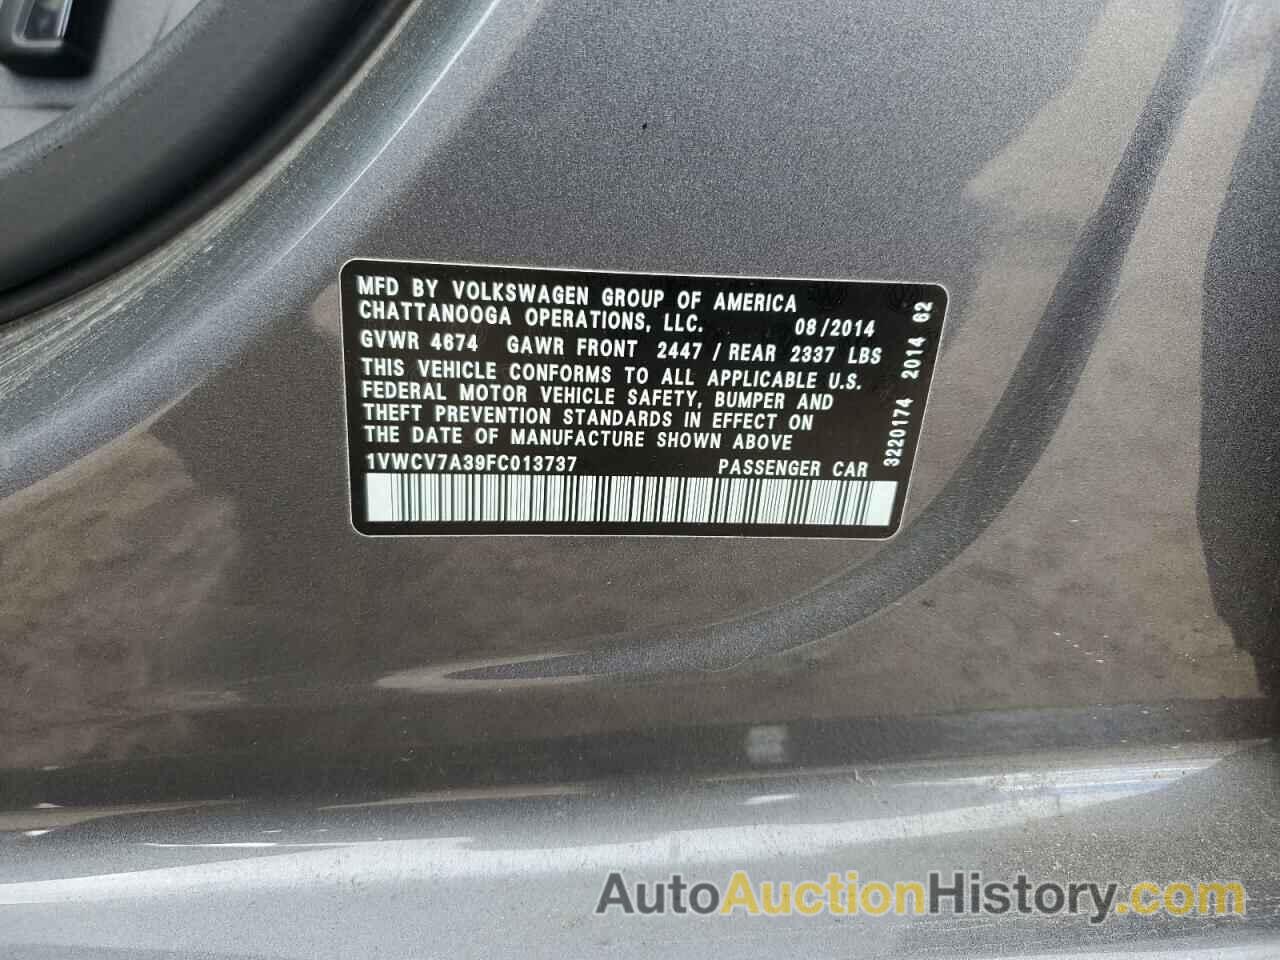 MFD BY VOLKSWAGEN GROUP OF AMERICA
CHATTANOOGA OPERATIONS, LLC. 08/2014
GVWR 4674 GAWR FRONT 2447 / REAR 2337 LBS
THIS VEHICLE CONFORMS TO ALL APPLICABLE U.S.
FEDERAL MOTOR VEHICLE SAFETY, BUMPER AND
THEFT PREVENTION STANDARDS IN EFFECT ON
THE DATE OF MANUFACTURE SHOWN ABOVE
1VWCV7A39FC013737 PASSENGER CAR
3220174 2014 62
AutoAuctionHistory.com